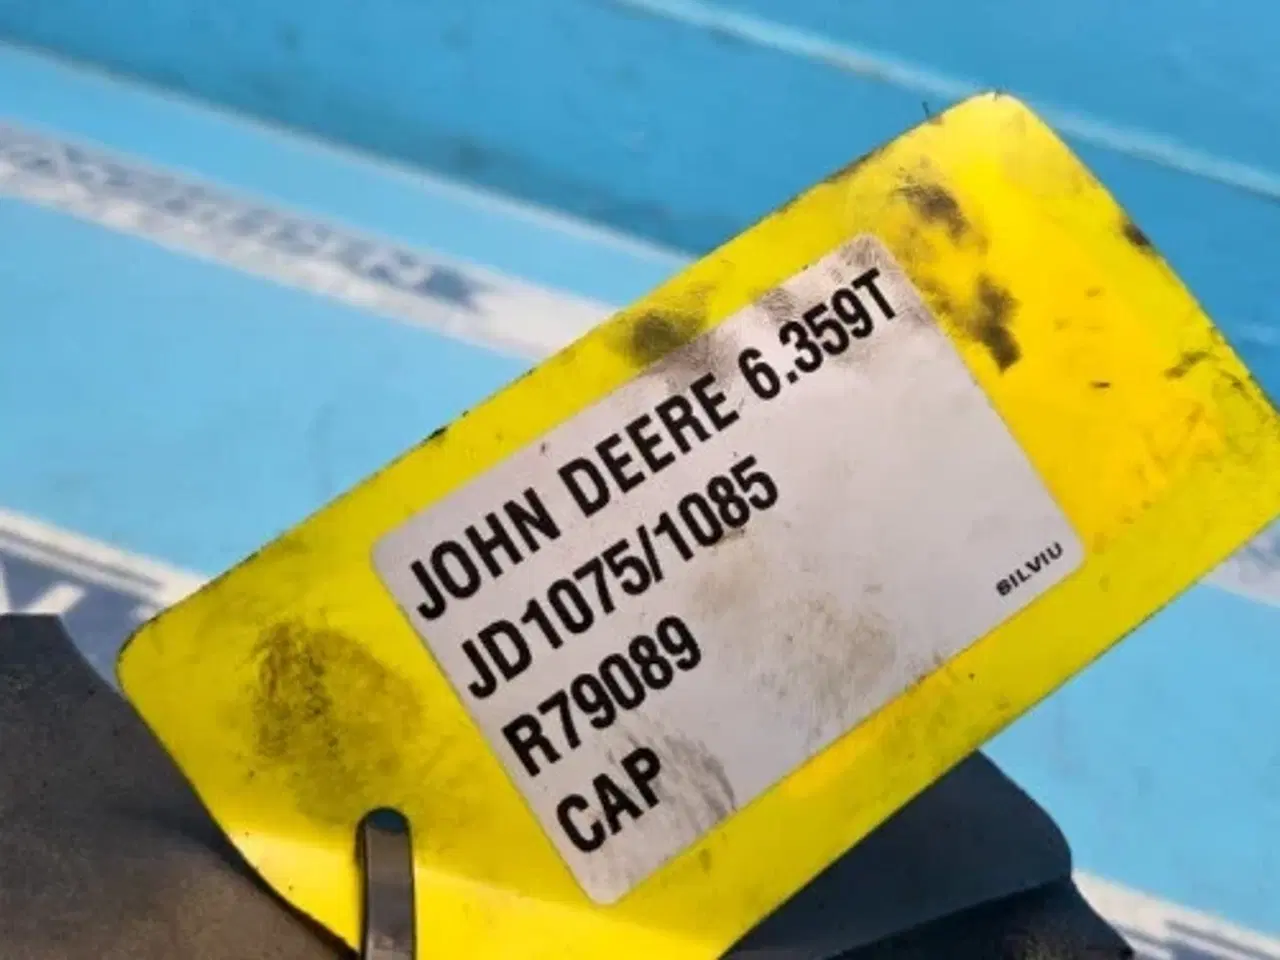 JOHN DEERE 6.359T
JD1075/1085
R79089
CAP
SILVIU